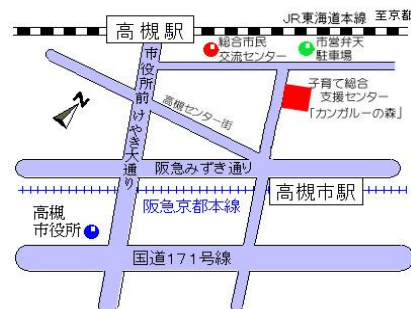 JR東海道本線 至京都
高槻駅
総合市民
交流センター
市営弁天
駐車場
市役所前けやき大通り
高槻センター街
子育て総合
支援センター
「カンガルーの森」
Z
阪急みずき通り
高槻市駅
阪急京都本線
高槻
市役所
国道171号線